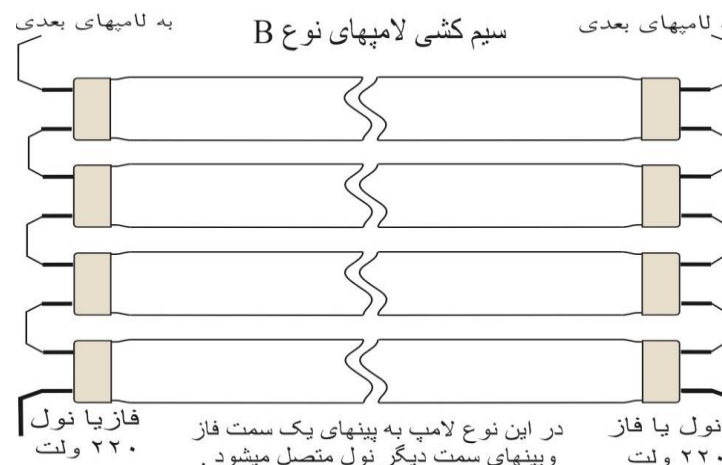 سیم کشی لامپهای نوع B
لامپهای بعدی
به لامپهای بعدی
نول یا فاز
۲۲۰ ولت
در این نوع لامپ به پینهای یک سمت فاز
وپینهای سمت دیگر نول متصل میشود .
فازیا نول
۲۲۰ ولت